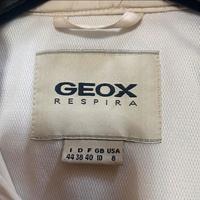 GEOX
RESPIRA
I D F GB USA
44 38 40 10 8